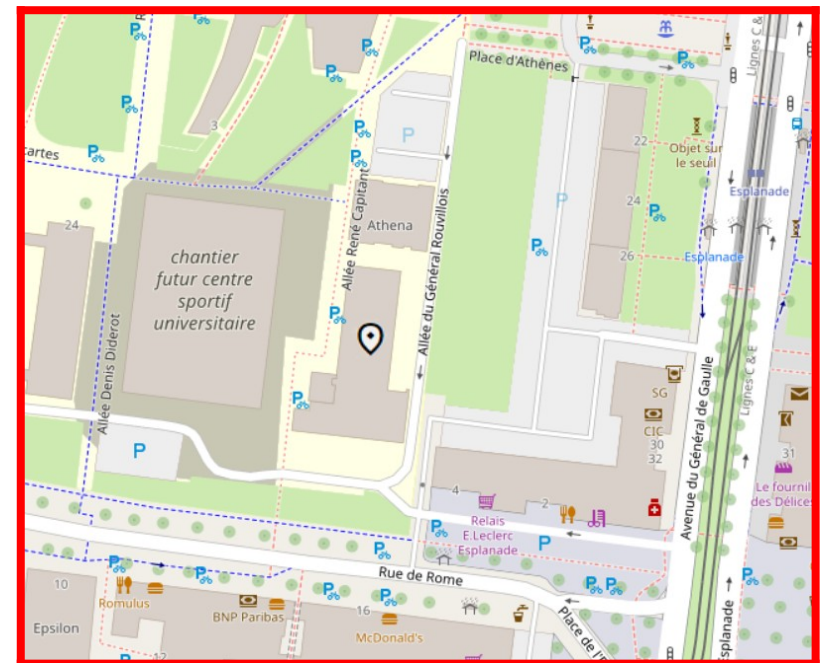 Place d'Athènes
Lignes C &
3
P
22
Objet sur
le seuil
cartes
Esplanade
24
P
Allée René Capitant
Athena
Allée du Général Rouvillois
24
26
Esplanade
chantier
futur centre
sportif
universitaire
Allée Denis Diderot
Avenue du Général de Gaulle
Lignes C & E
SG
CIC
30
32
31
P
4
2
Le fournil
des Délices
Relais
E.Leclerc
Esplanade
P
Rue de Rome
10
Romulus
BNP Paribas
16
McDonald's
Epsilon
12
Place de l'
Esplanade